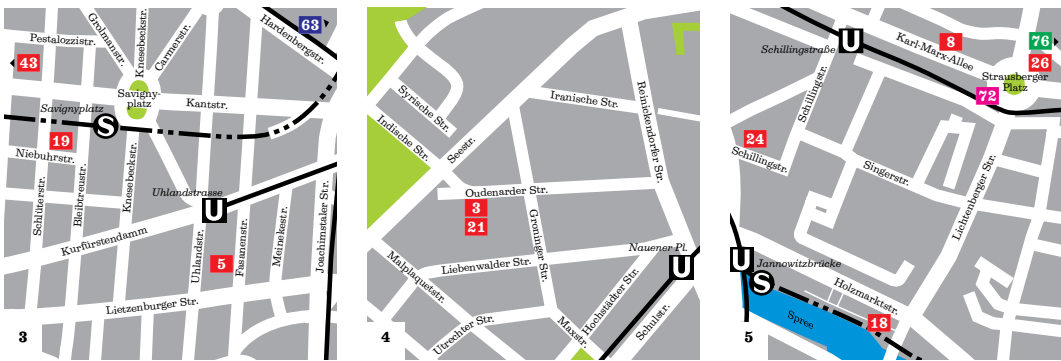 63
Hardenbergstr.
Grolmanstr.
Knesebeckstr.
Carmerstr.
Pestalozzistr.
43
Savigny-
platz
Kantstr.
Savignyplatz
S
19
Niebuhrstr.
Schlüterstr.
Bleibtreustr.
Knesebeckstr.
Uhlandstrasse
U
Kurfürstendamm
Uhlandstr.
5
Fasanenstr.
Meinekestr.
Joachimstaler Str.
Lietzenburger Str.
3
Syrische Str.
Indische Str.
Seestr.
Iranische Str.
Reinickendorfer Str.
Oudenarder Str.
3
21
Groninger Str.
Nauener Pl.
U
Liebenwalder Str.
Malplaquetstr.
Utrechter Str.
Maxstr.
Hochstädter Str.
Schulstr.
4
Schillingstraße
U
Karl-Marx-Allee
8
76
26
Strausberger
Platz
72
Schillingstr.
24
Schillingstr.
Singerstr.
Lichtenberger Str.
U
Jannowitzbrücke
S
Holzmarktstr.
Spree
18
5